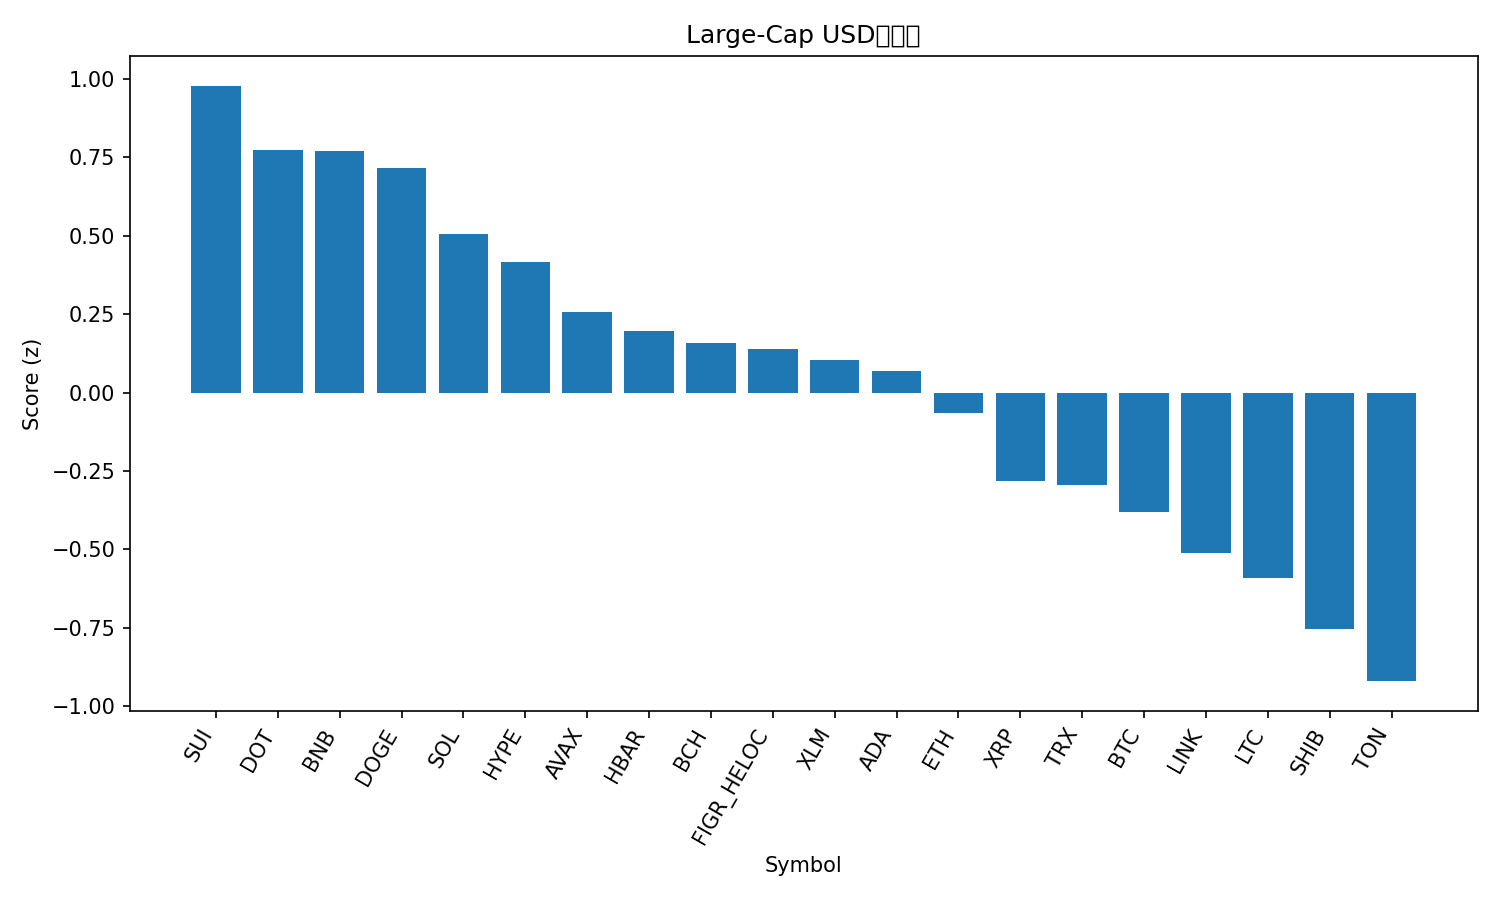 Large-Cap USD
1.00
0.75
0.50
0.25
0.00
−0.25
−0.50
−0.75
−1.00
Score (z)
SUI
DOT
BNB
DOGE
SOL
HYPE
AVAX
HBAR
BCH
FIGR_HELOC
XLM
ADA
ETH
XRP
TRX
BTC
LINK
LTC
SHIB
TON
Symbol